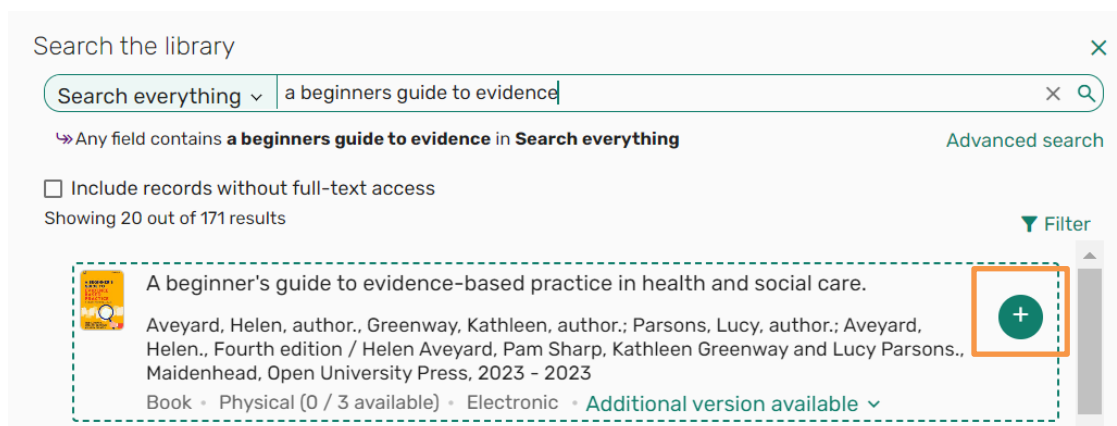 Search the library
Search everything a beginners guide to evidence
Any field contains a beginners guide to evidence in Search everything
Advanced search
Include records without full-text access
Showing 20 out of 171 results
Filter
A beginner's guide to evidence-based practice in health and social care.
Aveyard, Helen, author., Greenway, Kathleen, author.; Parsons, Lucy, author.; Aveyard,
Helen., Fourth edition / Helen Aveyard, Pam Sharp, Kathleen Greenway and Lucy Parsons.,
Maidenhead, Open University Press, 2023 - 2023
Book • Physical (0 / 3 available) • Electronic • Additional version available